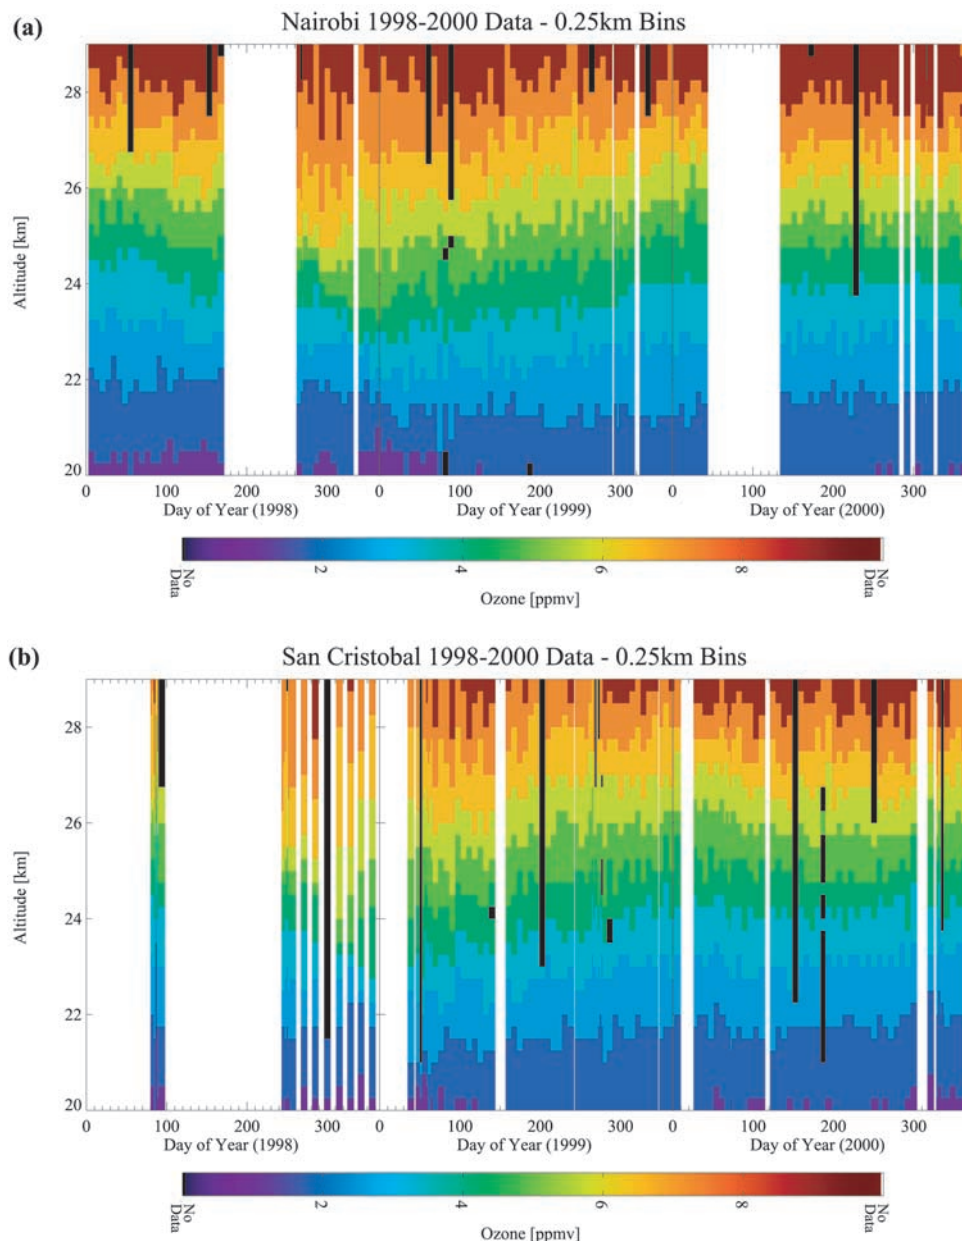 (a)
Nairobi 1998-2000 Data - 0.25km Bins
28
26
24
22
20
Altitude [km]
0 100 200 300 0 100 200 300 0 100 200 300
Day of Year (1998) Day of Year (1999) Day of Year (2000)
No Data 2 4 6 8 No Data
Ozone [ppmv]
(b)
San Cristobal 1998-2000 Data - 0.25km Bins
28
26
24
22
20
Altitude [km]
0 100 200 300 0 100 200 300 0 100 200 300
Day of Year (1998) Day of Year (1999) Day of Year (2000)
No Data 2 4 6 8 No Data
Ozone [ppmv]